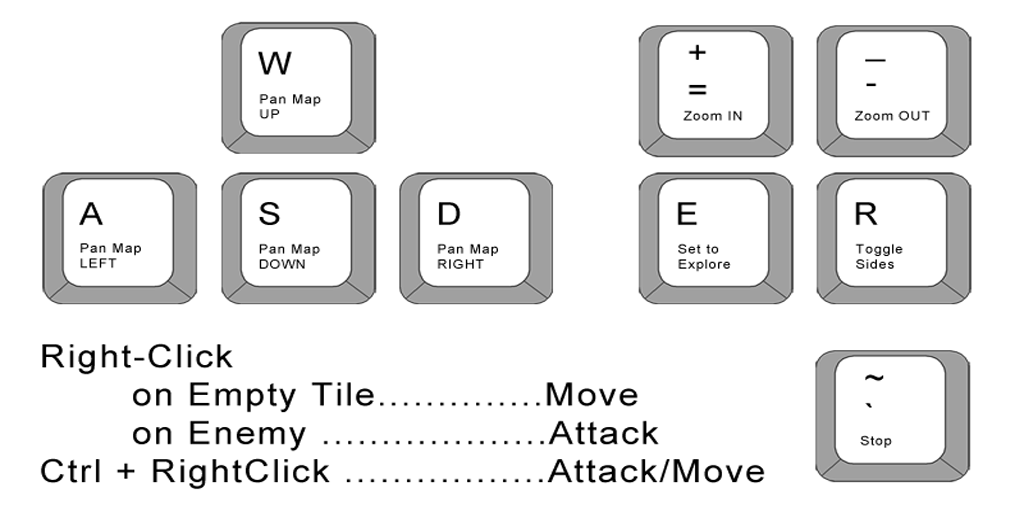 W
Pan Map
UP
+
=
Zoom IN
_
-
Zoom OUT
A
Pan Map
LEFT
S
Pan Map
DOWN
D
Pan Map
RIGHT
E
Set to
Explore
R
Toggle
Sides
Right-Click
on Empty Tile..............Move
on Enemy ....................Attack
Ctrl + RightClick ..................Attack/Move
~
`
Stop